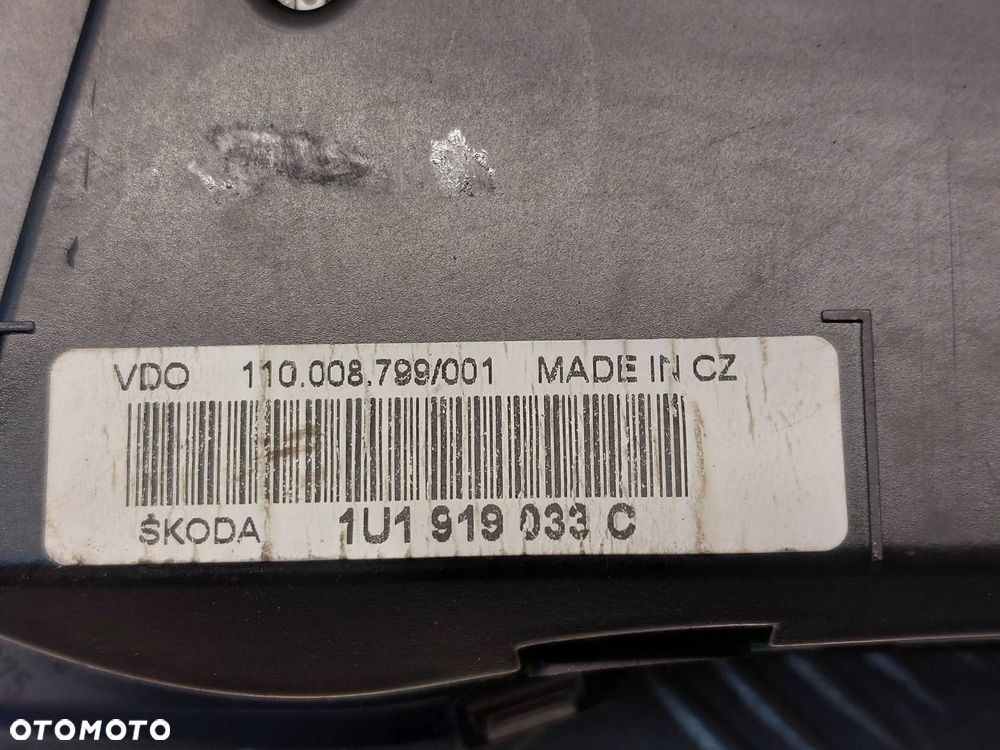 VDO 110.008.799/001 MADE IN CZ
ŠKODA 1U1 919 033 C
OTOMOTO